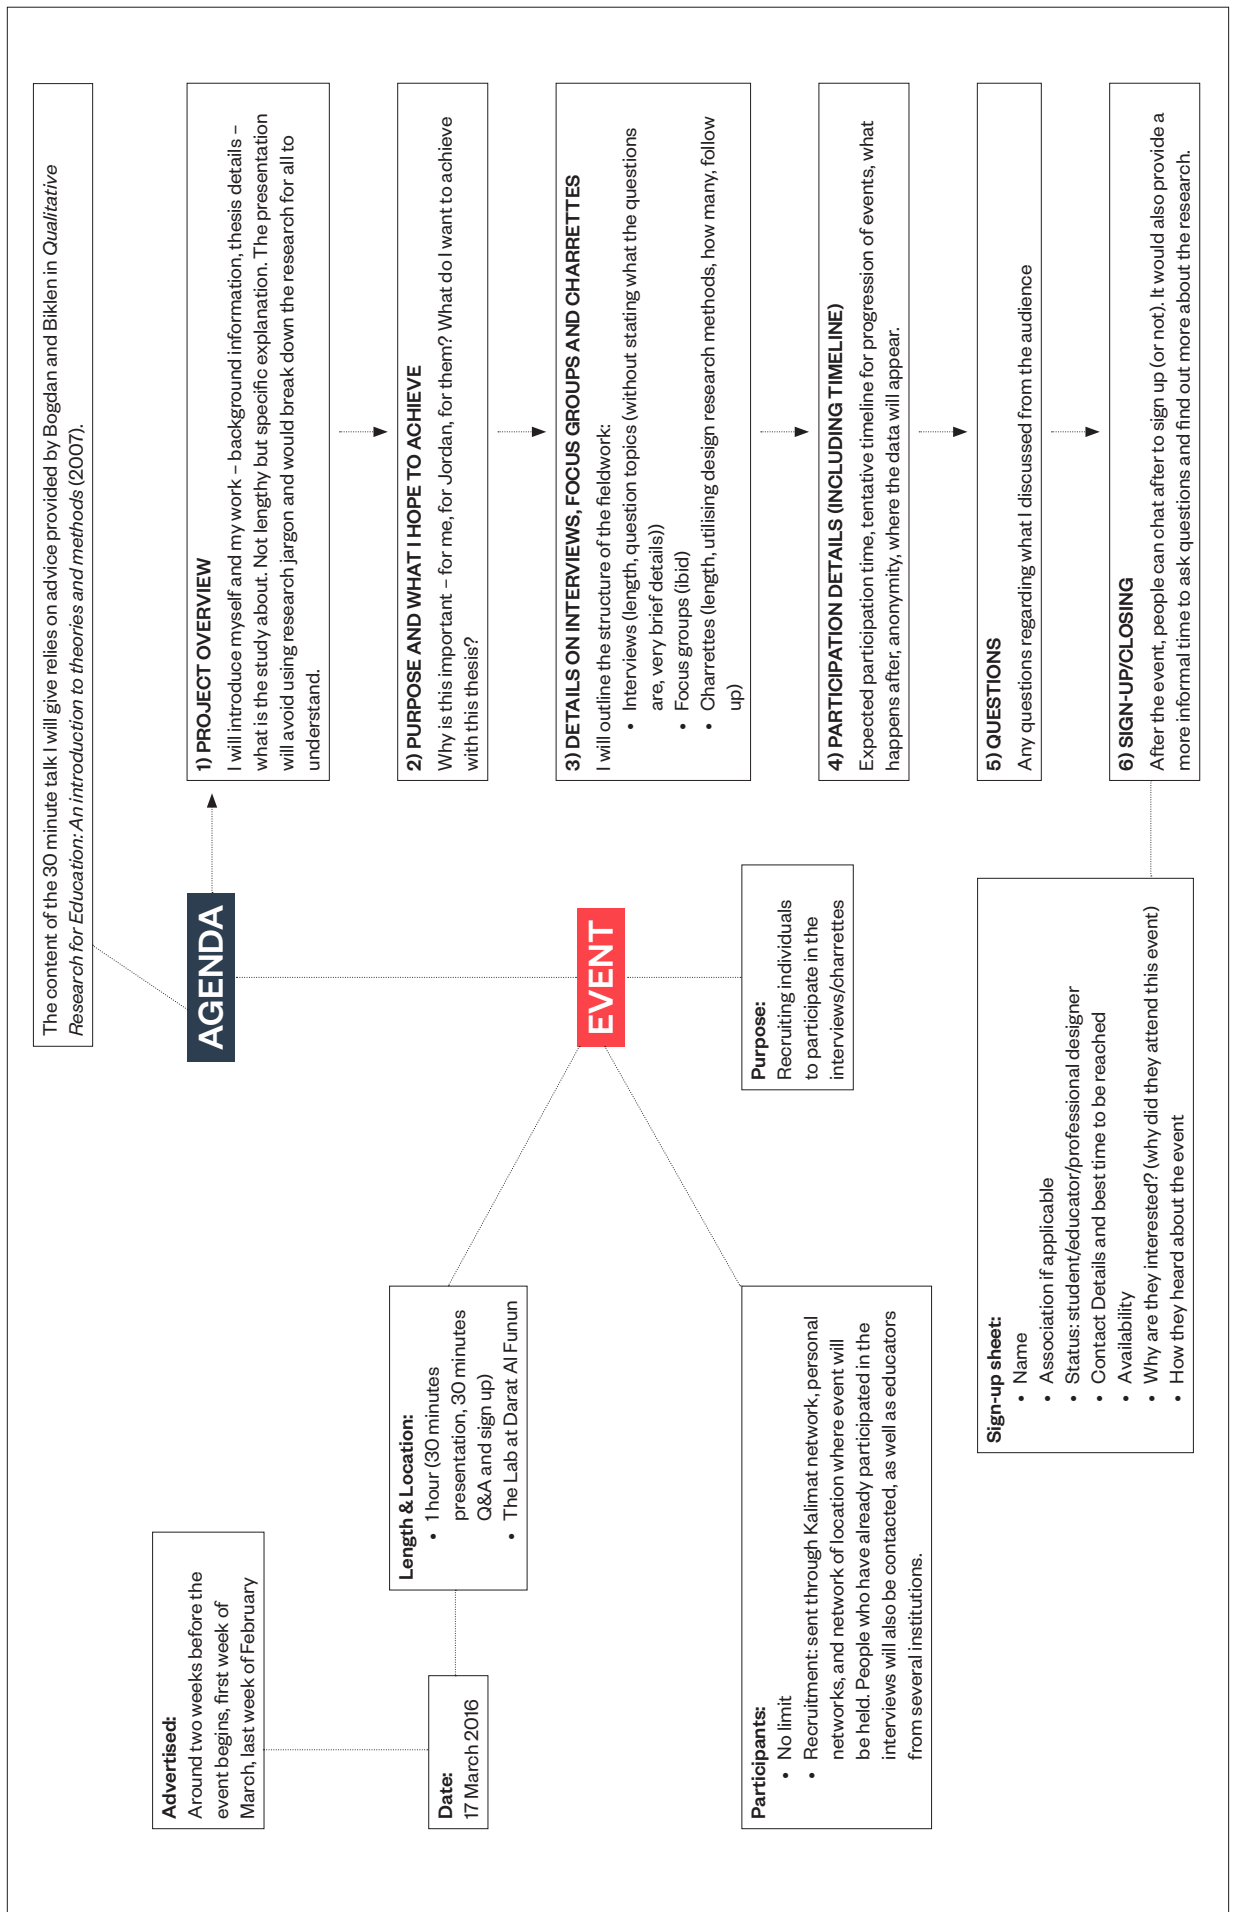 The content of the 30 minute talk I will give relies on advice provided by Bogdan and Biklen in Qualitative
Research for Education: An introduction to theories and methods (2007).
AGENDA
1) PROJECT OVERVIEW
I will introduce myself and my work – background information, thesis details –
what is the study about. Not lengthy but specific explanation. The presentation
will avoid using research jargon and would break down the research for all to
understand.
2) PURPOSE AND WHAT I HOPE TO ACHIEVE
Why is this important – for me, for Jordan, for them? What do I want to achieve
with this thesis?
3) DETAILS ON INTERVIEWS, FOCUS GROUPS AND CHARRETTES
I will outline the structure of the fieldwork:
• Interviews (length, question topics (without stating what the questions
are, very brief details))
• Focus groups (ibid)
• Charrettes (length, utilising design research methods, how many, follow
up)
4) PARTICIPATION DETAILS (INCLUDING TIMELINE)
Expected participation time, tentative timeline for progression of events, what
happens after, anonymity, where the data will appear.
5) QUESTIONS
Any questions regarding what I discussed from the audience
6) SIGN-UP/CLOSING
After the event, people can chat after to sign up (or not). It would also provide a
more informal time to ask questions and find out more about the research.
EVENT
Advertised:
Around two weeks before the
event begins, first week of
March, last week of February
Date:
17 March 2016
Length & Location:
• 1 hour (30 minutes
presentation, 30 minutes
Q&A and sign up)
• The Lab at Darat Al Funun
Participants:
• No limit
• Recruitment: sent through Kalimat network, personal
networks, and network of location where event will
be held. People who have already participated in the
interviews will also be contacted, as well as educators
from several institutions.
Purpose:
Recruiting individuals
to participate in the
interviews/charrettes
Sign-up sheet:
• Name
• Association if applicable
• Status: student/educator/professional designer
• Contact Details and best time to be reached
• Availability
• Why are they interested? (why did they attend this event)
• How they heard about the event